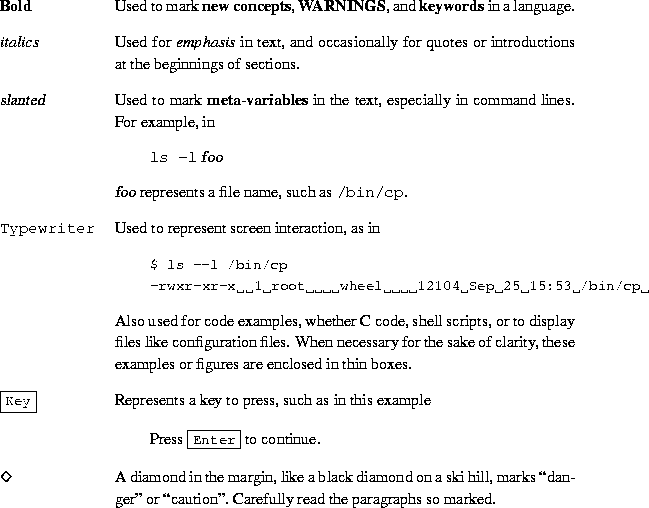 Bold Used to mark new concepts, WARNINGS, and keywords in a language.
italics Used for emphasis in text, and occasionally for quotes or introductions
at the beginnings of sections.
slanted Used to mark meta-variables in the text, especially in command lines.
For example, in
ls -l foo
foo represents a file name, such as /bin/cp.
Typewriter Used to represent screen interaction, as in
$ ls --l /bin/cp
-rwxr-xr-x␣␣1␣root␣␣␣␣wheel␣␣␣␣12104␣Sep␣25␣15:53␣/bin/cp␣
Also used for code examples, whether C code, shell scripts, or to display
files like configuration files. When necessary for the sake of clarity, these
examples or figures are enclosed in thin boxes.
Key Represents a key to press, such as in this example
Press Enter to continue.
◇ A diamond in the margin, like a black diamond on a ski hill, marks “dan-
ger” or “caution”. Carefully read the paragraphs so marked.